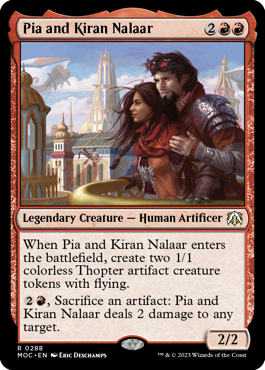 Pia and Kiran Nalaar 2
Legendary Creature — Human Artificer
When Pia and Kiran Nalaar enters
the battlefield, create two 1/1
colorless Thopter artifact creature
tokens with flying.
2, Sacrifice an artifact: Pia and
Kiran Nalaar deals 2 damage to any
target.
2/2
R 0288
MOC • EN ERIC DESCHAMPS
™ & © 2023 Wizards of the Coast